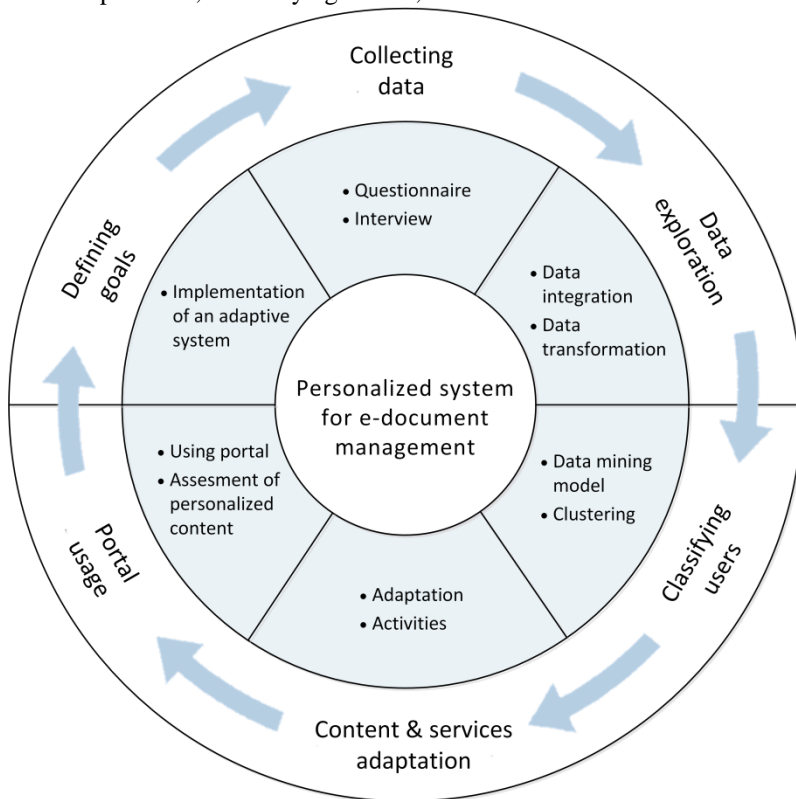 Collecting
data
Data
exploration
Classifying
users
Content & services
adaptation
Portal
usage
Defining
goals
• Questionnaire
• Interview
• Data
integration
• Data
transformation
• Data mining
model
• Clustering
• Adaptation
• Activities
• Using portal
• Assesment of
personalized
content
• Implementation
of an adaptive
system
Personalized system
for e-document
management